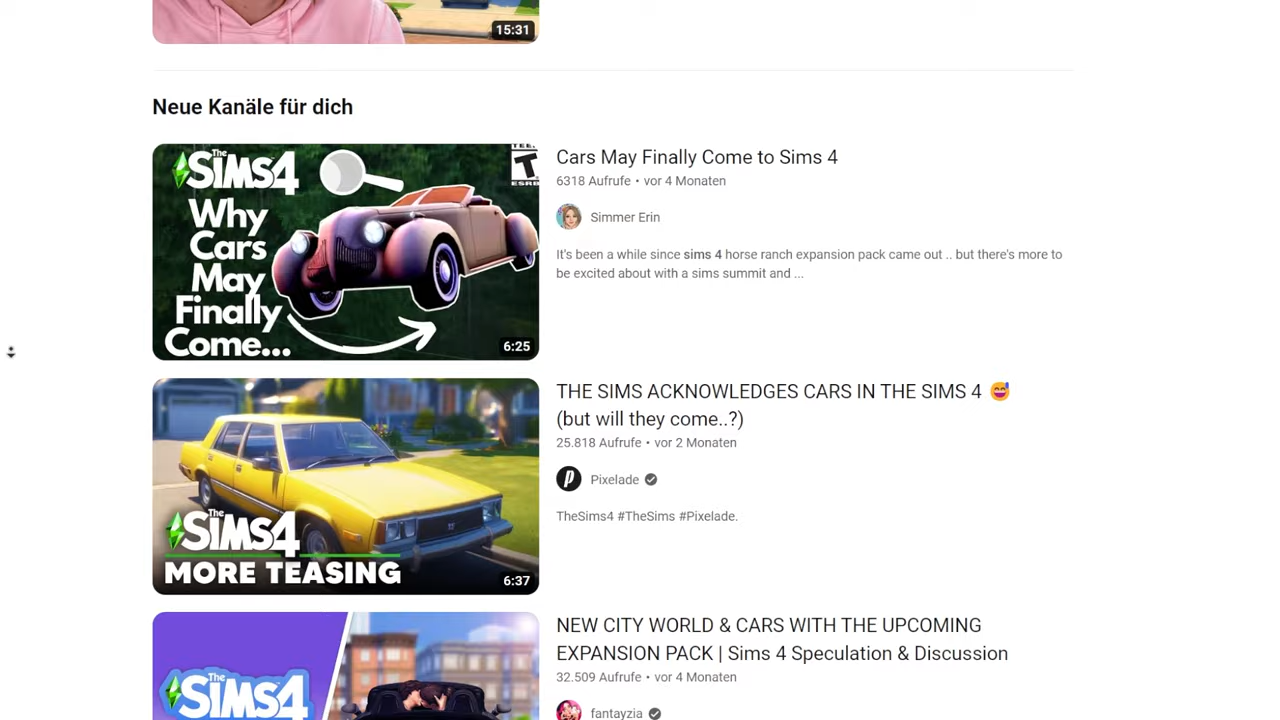 15:31
Neue Kanäle für dich
The
SiMS4
TEE
T
ESRB
Why
Cars
May
Finally
Come...
6:25
Cars May Finally Come to Sims 4
6318 Aufrufe • vor 4 Monaten
Simmer Erin
It's been a while since sims 4 horse ranch expansion pack came out .. but there's more to
be excited about with a sims summit and ...
The
SiMS4
MORE TEASING
6:37
THE SIMS ACKNOWLEDGES CARS IN THE SIMS 4 😅
(but will they come..?)
25.818 Aufrufe • vor 2 Monaten
Pixelade
TheSims4 #TheSims #Pixelade.
The
SiMS4
NEW CITY WORLD & CARS WITH THE UPCOMING
EXPANSION PACK | Sims 4 Speculation & Discussion
32.509 Aufrufe • vor 4 Monaten
fantayzia